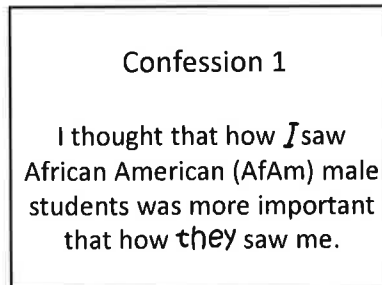 Confession 1
I thought that how I saw
African American (AfAm) male
students was more important
that how they saw me.